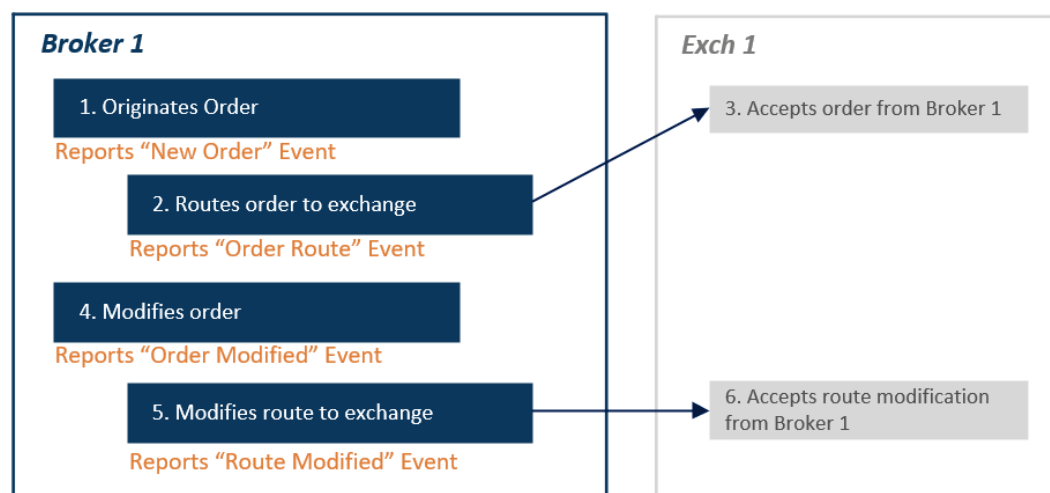 Broker 1
1. Originates Order
Reports “New Order” Event
2. Routes order to exchange
Reports “Order Route” Event
4. Modifies order
Reports “Order Modified” Event
5. Modifies route to exchange
Reports “Route Modified” Event
Exch 1
3. Accepts order from Broker 1
6. Accepts route modification
from Broker 1